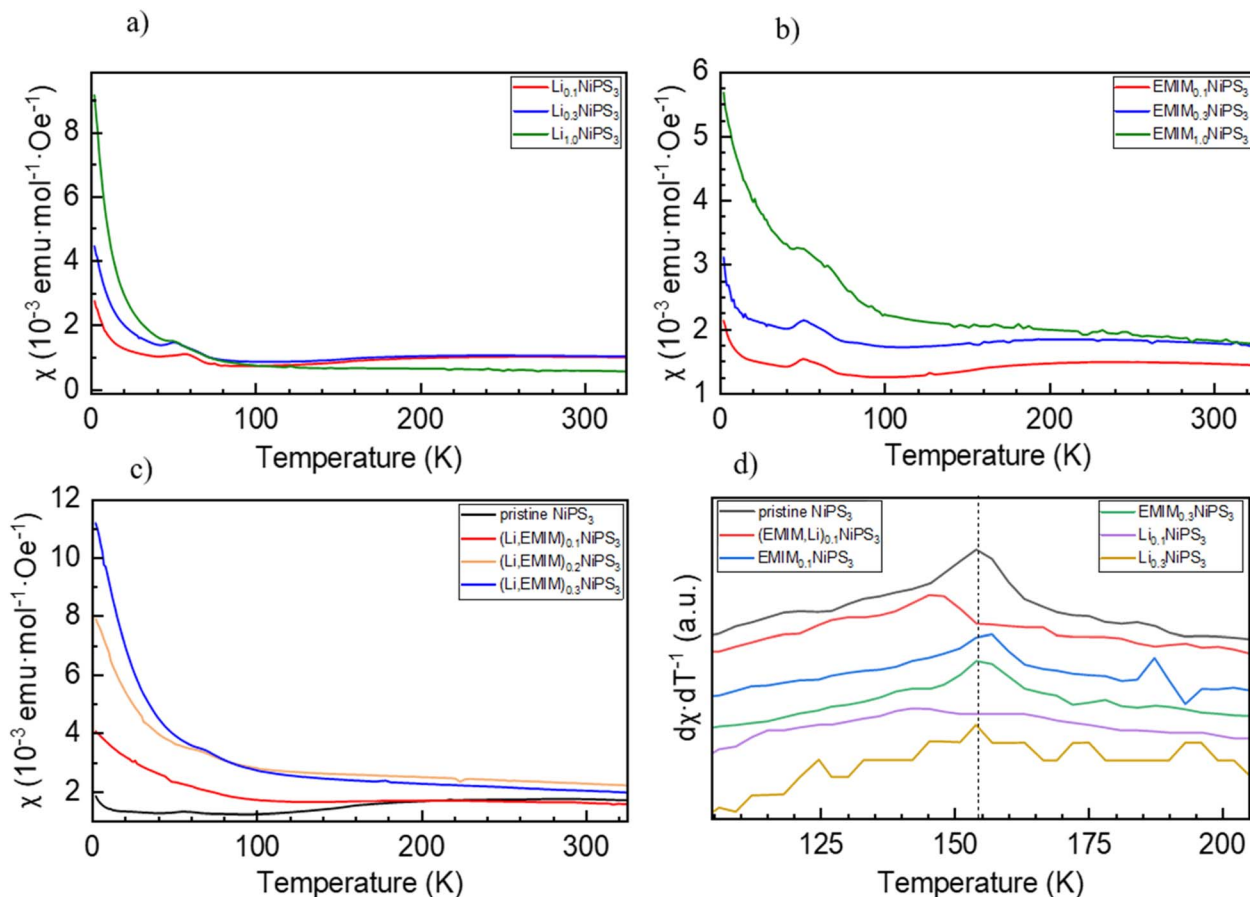 a)
χ (10⁻³ emu·mol⁻¹·Oe⁻¹)
8
6
4
2
0
Li₀.₁NiPS₃
Li₀.₃NiPS₃
Li₁.₀NiPS₃
0 100 200 300
Temperature (K)
b)
χ (10⁻³ emu·mol⁻¹·Oe⁻¹)
6
5
4
3
2
1
EMIM₀.₁NiPS₃
EMIM₀.₃NiPS₃
EMIM₁.₀NiPS₃
0 100 200 300
Temperature (K)
c)
χ (10⁻³ emu·mol⁻¹·Oe⁻¹)
12
10
8
6
4
2
pristine NiPS₃
(Li,EMIM)₀.₁NiPS₃
(Li,EMIM)₀.₂NiPS₃
(Li,EMIM)₀.₃NiPS₃
0 100 200 300
Temperature (K)
d)
dχ·dT⁻¹ (a.u.)
pristine NiPS₃
(EMIM,Li)₀.₁NiPS₃
EMIM₀.₁NiPS₃
EMIM₀.₃NiPS₃
Li₀.₁NiPS₃
Li₀.₃NiPS₃
125 150 175 200
Temperature (K)